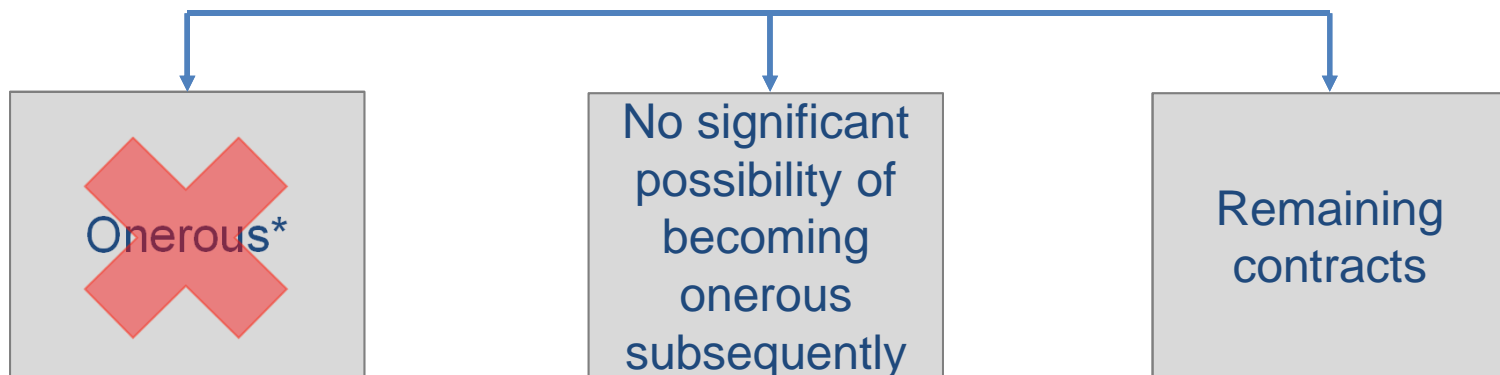 Onerous*
No significant
possibility of
becoming
onerous
subsequently
Remaining
contracts